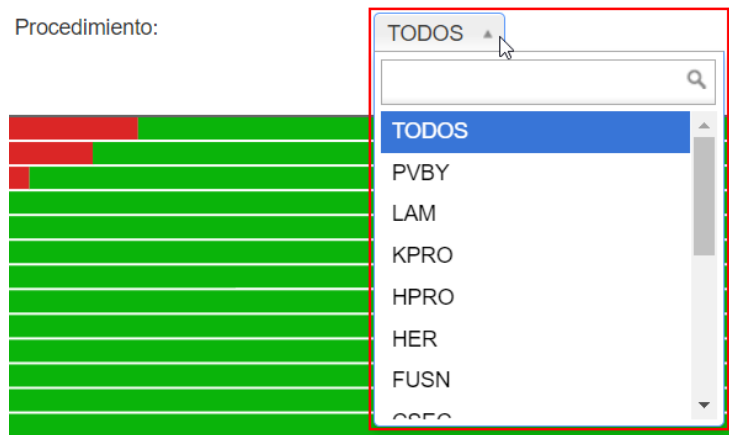 Procedimiento:
TODOS
TODOS
PVBY
LAM
KPRO
HPRO
HER
FUSN